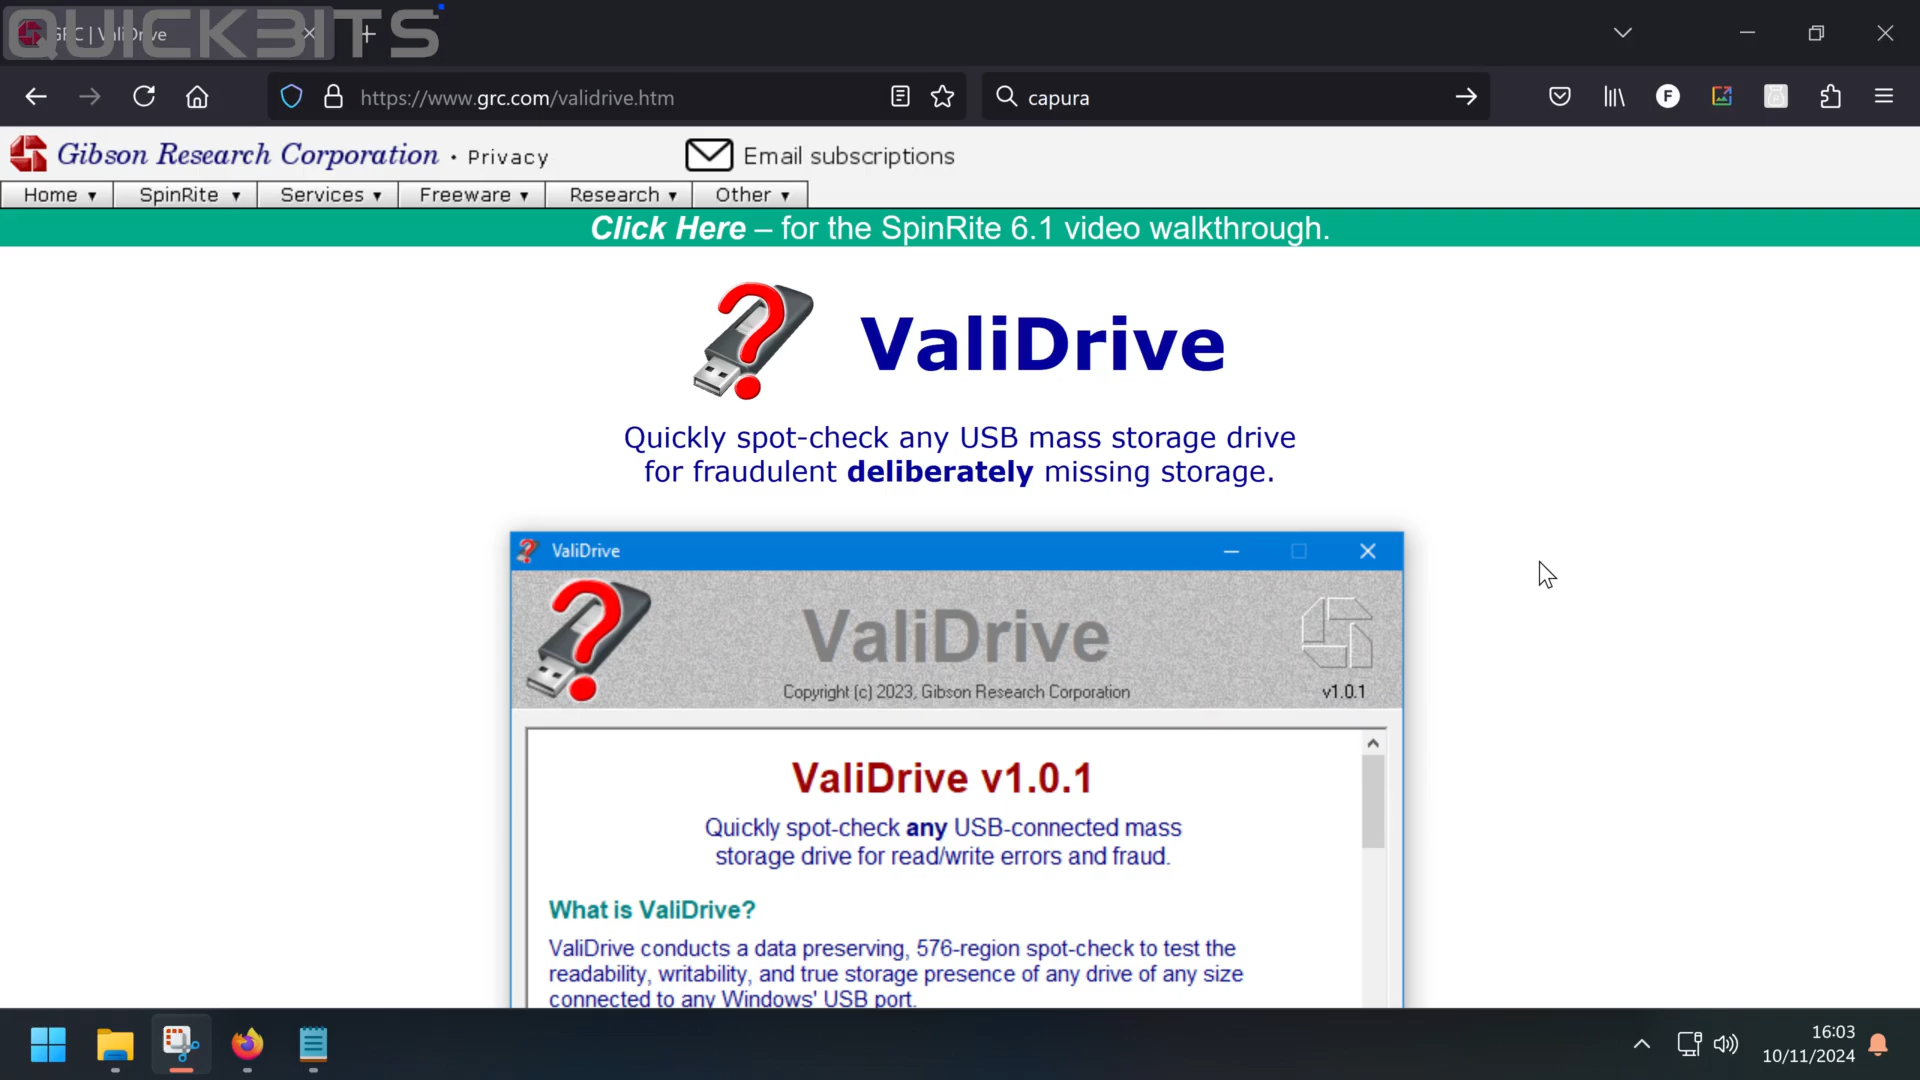 QUICKBITS
GRC | ValiDrive
https://www.grc.com/validrive.htm
capura
F
Gibson Research Corporation • Privacy
Email subscriptions
Home ▾ SpinRite ▾ Services ▾ Freeware ▾ Research ▾ Other ▾
Click Here – for the SpinRite 6.1 video walkthrough.
ValiDrive
Quickly spot-check any USB mass storage drive
for fraudulent deliberately missing storage.
ValiDrive
ValiDrive
Copyright (c) 2023, Gibson Research Corporation
v1.0.1
ValiDrive v1.0.1
Quickly spot-check any USB-connected mass
storage drive for read/write errors and fraud.
What is ValiDrive?
ValiDrive conducts a data preserving, 576-region spot-check to test the
readability, writability, and true storage presence of any drive of any size
connected to any Windows' USB port.
16:03
10/11/2024